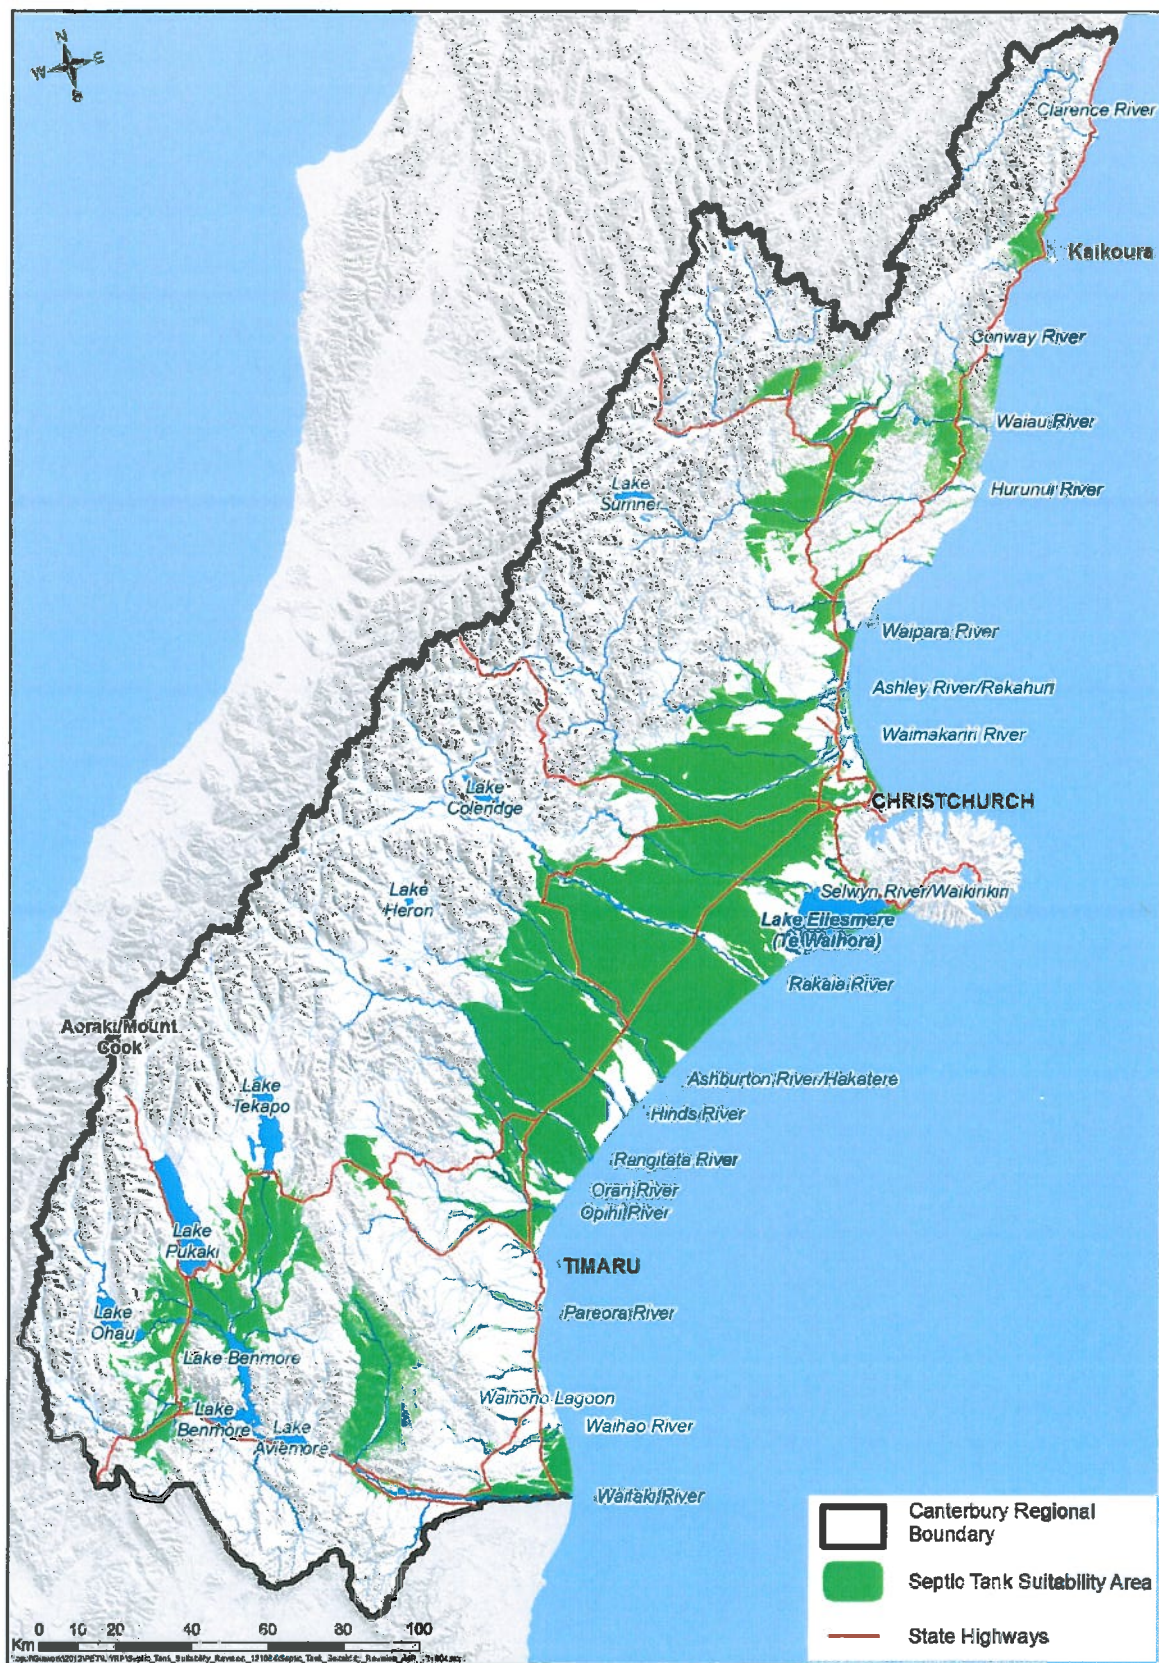 N
W E
S
Clarence River
Kaikoura
Conway River
Waiau River
Lake
Sumner
Hurunui River
Waipara River
Ashley River/Rakahuri
Waimakariri River
Lake
Coleridge
CHRISTCHURCH
Lake
Heron
Selwyn River/Waikirikiri
Lake Ellesmere
(Te Waihora)
Rakaia River
Aoraki/Mount
Cook
Lake
Tekapo
Ashburton River/Hakatere
Hinds River
Rangitata River
Orari River
Opihi River
Lake
Pukaki
TIMARU
Lake
Ohau
Pareora River
Lake Benmore
Wainono Lagoon
Lake
Benmore
Lake
Aviemore
Waihao River
Waitaki River
Canterbury Regional
Boundary
Septic Tank Suitability Area
State Highways
0 10 20 40 60 80 100
Km